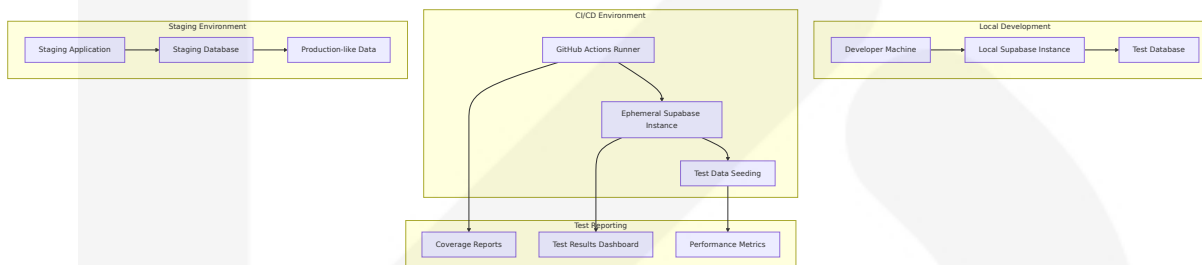 Staging Environment
Staging Application
Staging Database
Production-like Data
CI/CD Environment
GitHub Actions Runner
Ephemeral Supabase
Instance
Test Data Seeding
Local Development
Developer Machine
Local Supabase Instance
Test Database
Test Reporting
Coverage Reports
Test Results Dashboard
Performance Metrics